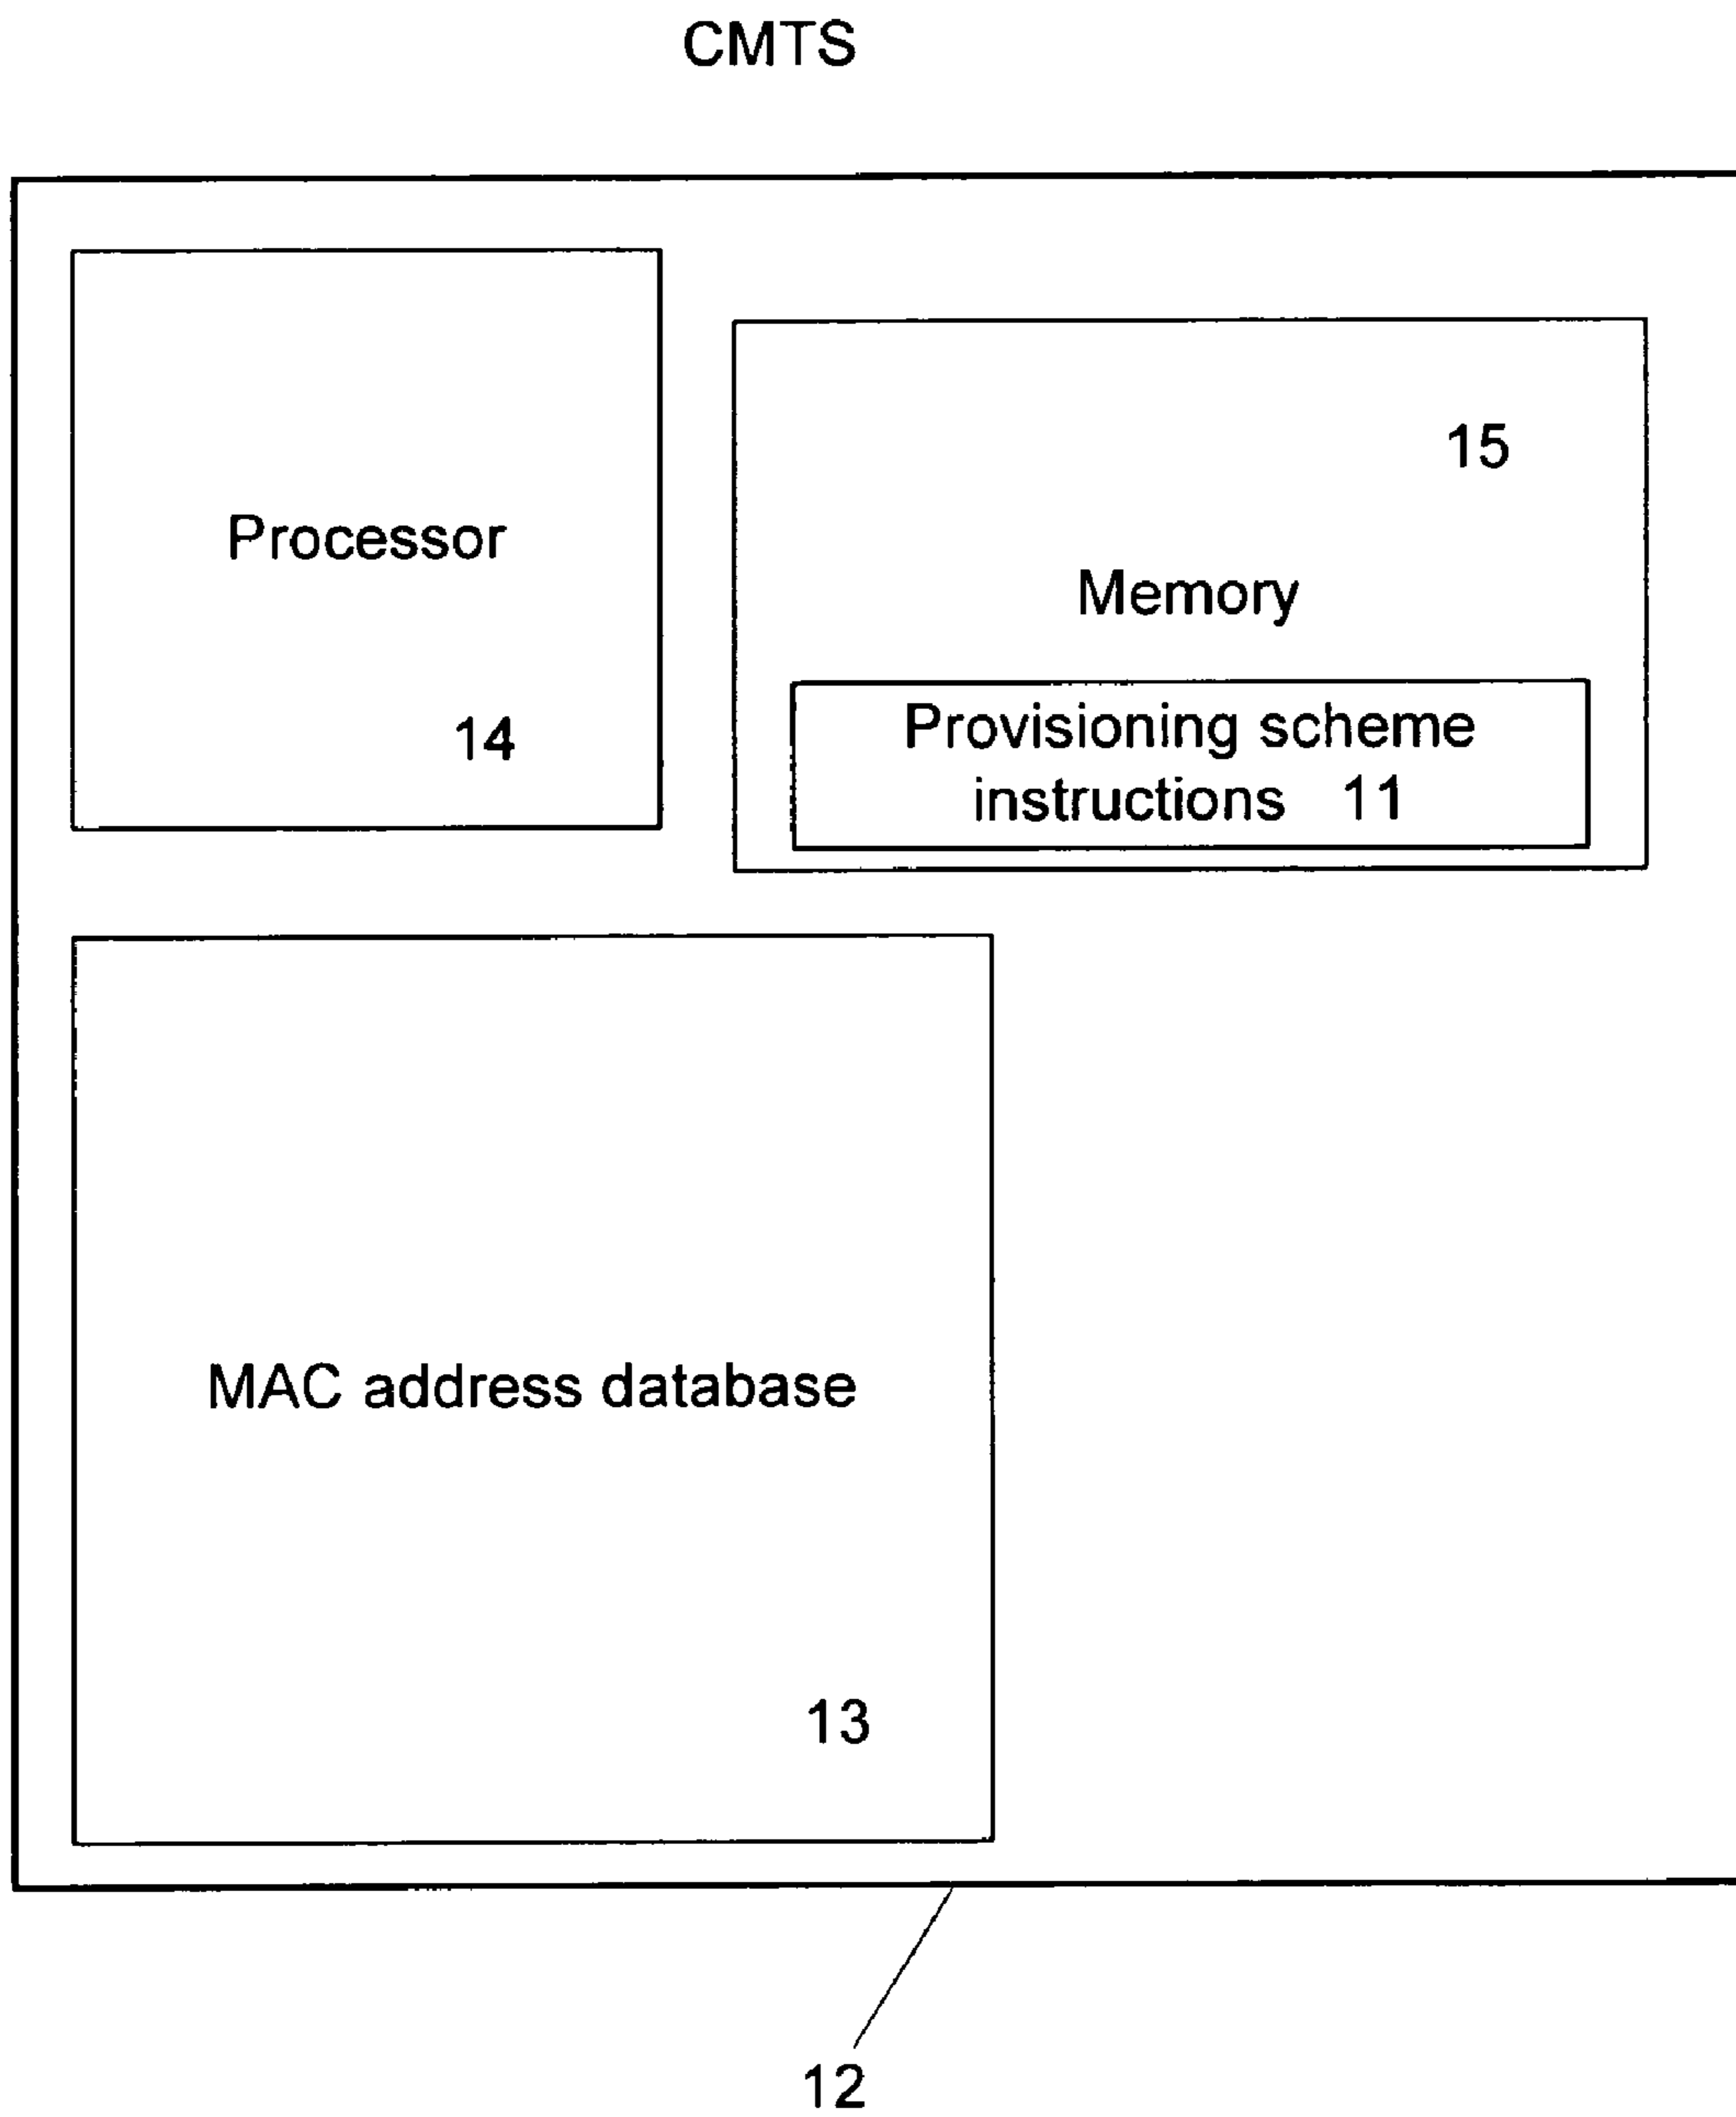 CMTS
Processor
14
15
Memory
Provisioning scheme
instructions 11
MAC address database
13
12